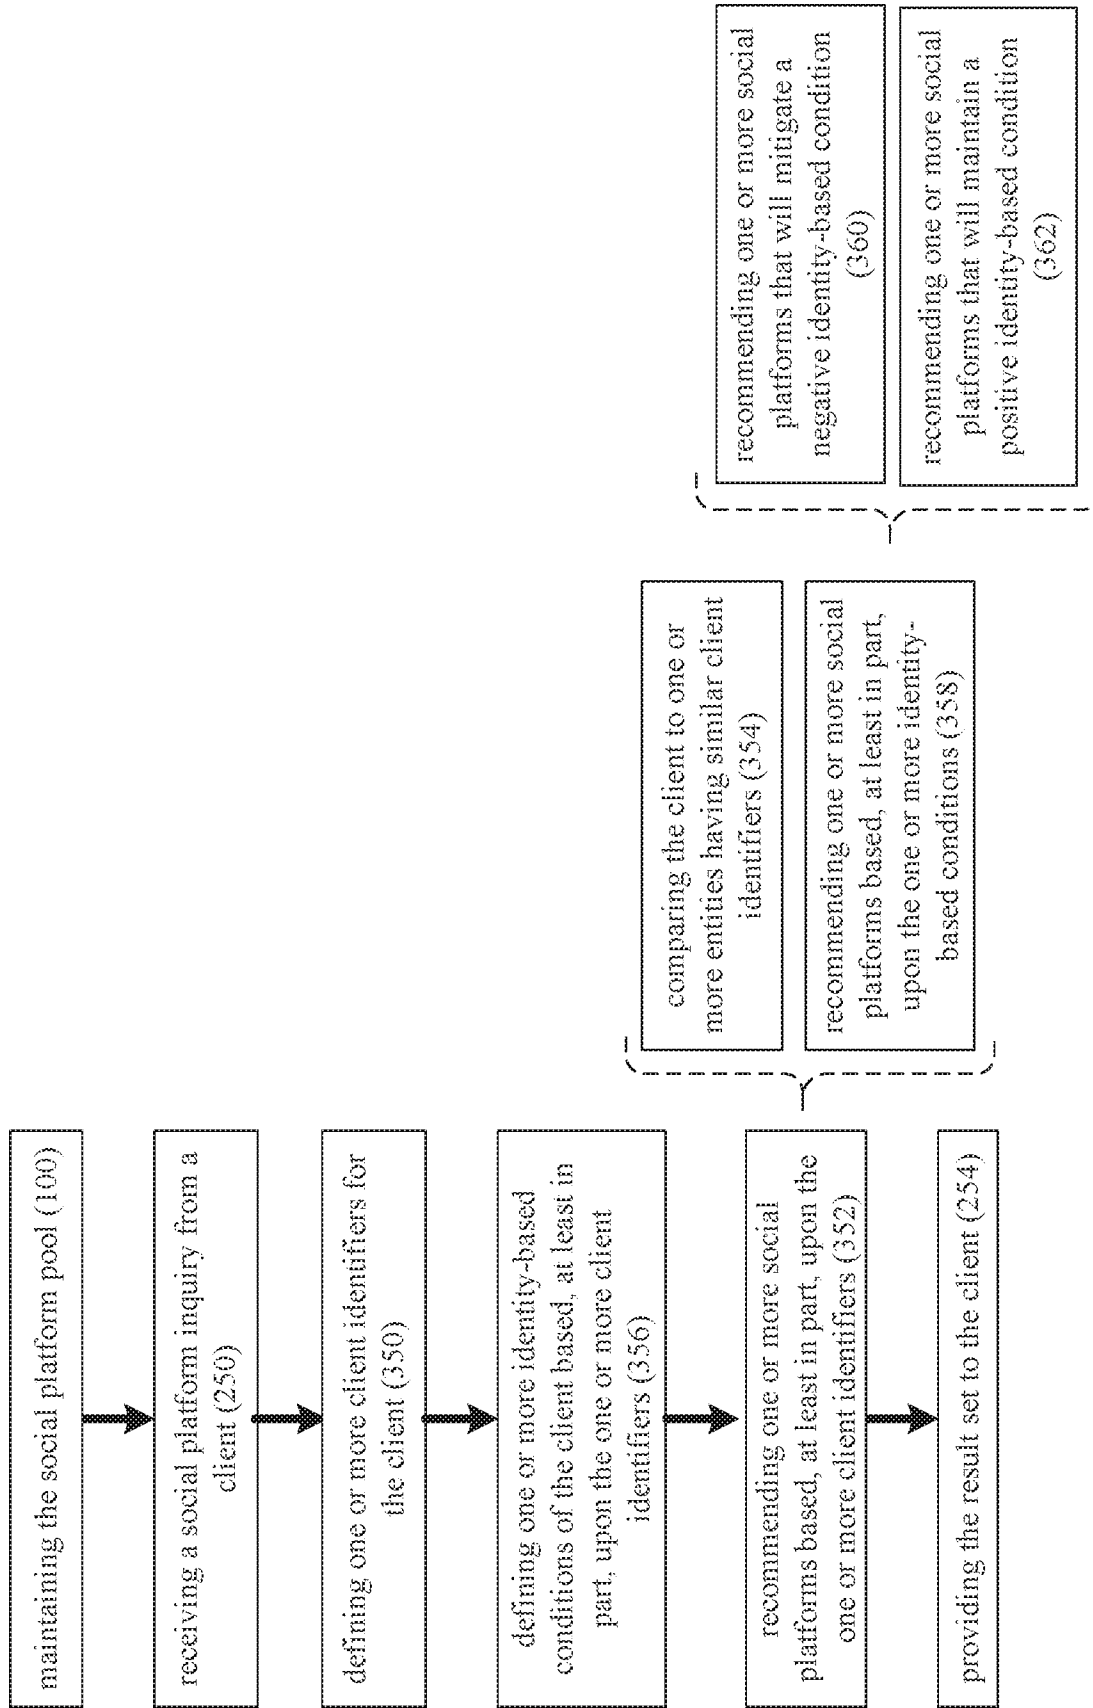 maintaining the social platform pool (100)
receiving a social platform inquiry from a
client (250)
defining one or more client identifiers for
the client (350)
defining one or more identity-based
conditions of the client based, at least in
part, upon the one or more client
identifiers (356)
recommending one or more social
platforms based, at least in part, upon the
one or more client identifiers (352)
providing the result set to the client (254)
comparing the client to one or
more entities having similar client
identifiers (354)
recommending one or more social
platforms based, at least in part,
upon the one or more identity-
based conditions (358)
recommending one or more social
platforms that will mitigate a
negative identity-based condition
(360)
recommending one or more social
platforms that will maintain a
positive identity-based condition
(362)